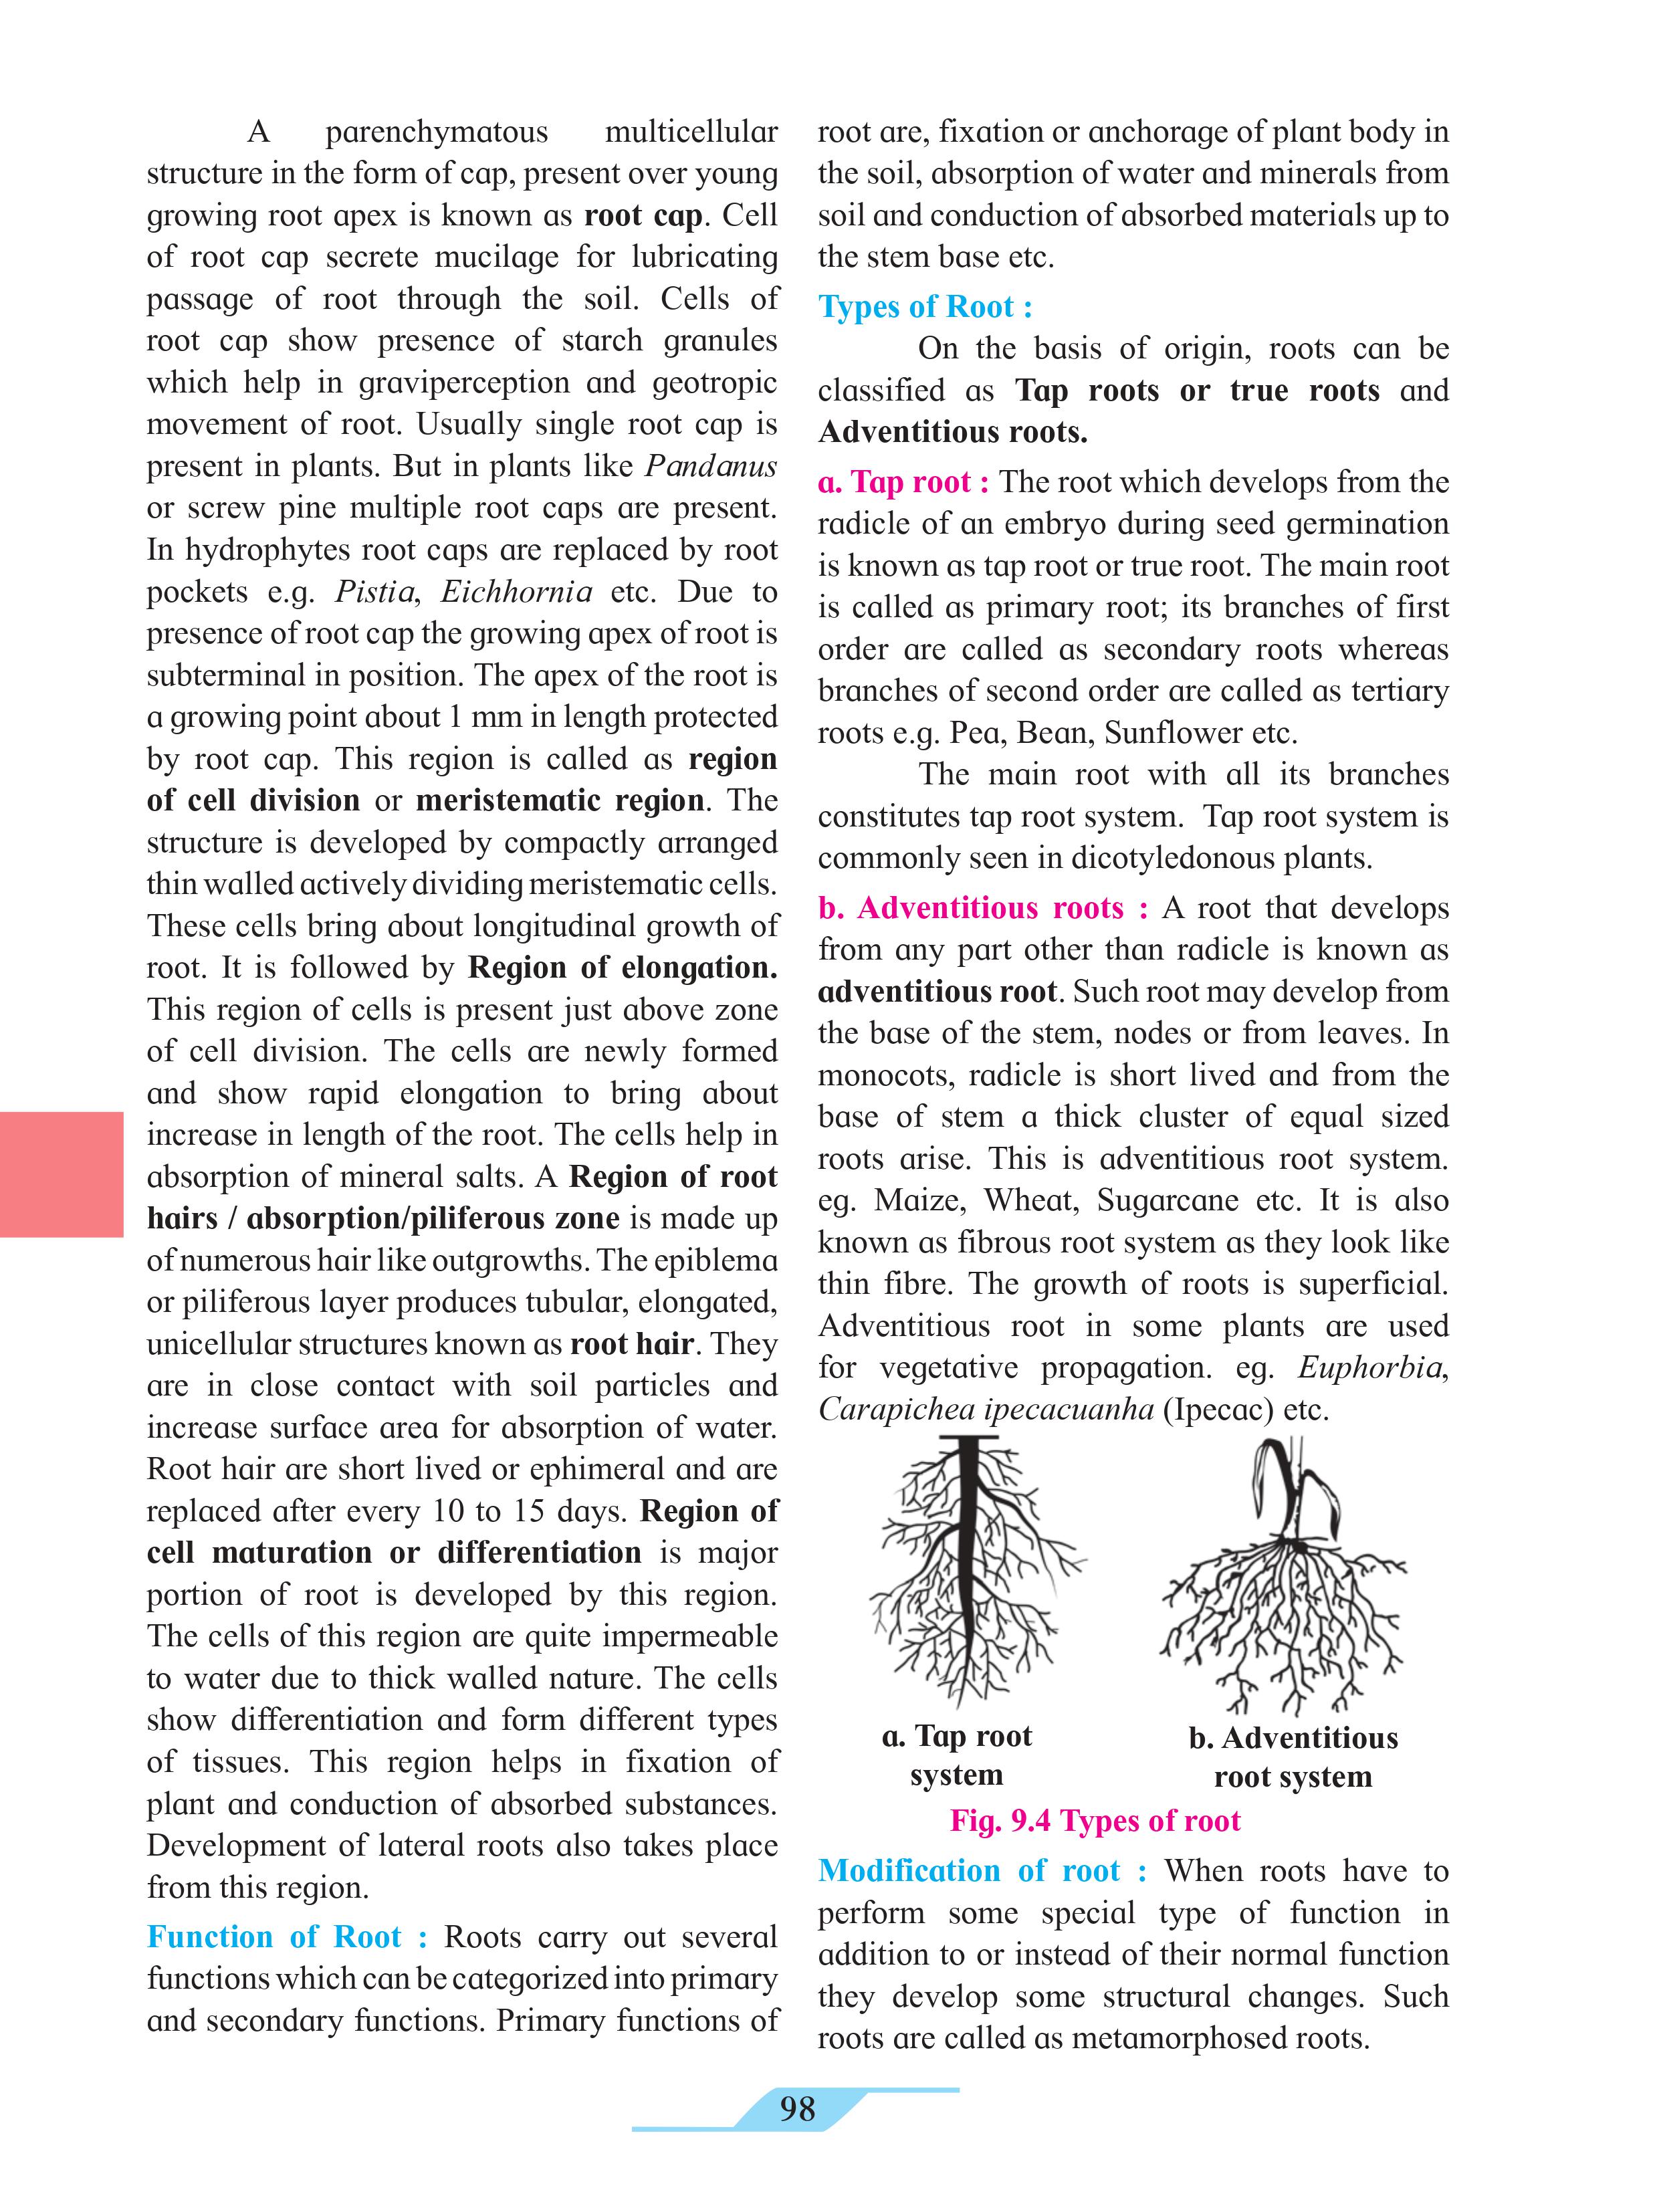 A parenchymatous multicellular
structure in the form of cap, present over young
growing root apex is known as root cap. Cell
of root cap secrete mucilage for lubricating
passage of root through the soil. Cells of
root cap show presence of starch granules
which help in graviperception and geotropic
movement of root. Usually single root cap is
present in plants. But in plants like Pandanus
or screw pine multiple root caps are present.
In hydrophytes root caps are replaced by root
pockets e.g. Pistia, Eichhornia etc. Due to
presence of root cap the growing apex of root is
subterminal in position. The apex of the root is
a growing point about 1 mm in length protected
by root cap. This region is called as region
of cell division or meristematic region. The
structure is developed by compactly arranged
thin walled actively dividing meristematic cells.
These cells bring about longitudinal growth of
root. It is followed by Region of elongation.
This region of cells is present just above zone
of cell division. The cells are newly formed
and show rapid elongation to bring about
increase in length of the root. The cells help in
absorption of mineral salts. A Region of root
hairs / absorption/piliferous zone is made up
of numerous hair like outgrowths. The epiblema
or piliferous layer produces tubular, elongated,
unicellular structures known as root hair. They
are in close contact with soil particles and
increase surface area for absorption of water.
Root hair are short lived or ephimeral and are
replaced after every 10 to 15 days. Region of
cell maturation or differentiation is major
portion of root is developed by this region.
The cells of this region are quite impermeable
to water due to thick walled nature. The cells
show differentiation and form different types
of tissues. This region helps in fixation of
plant and conduction of absorbed substances.
Development of lateral roots also takes place
from this region.
Function of Root : Roots carry out several
functions which can be categorized into primary
and secondary functions. Primary functions of
root are, fixation or anchorage of plant body in
the soil, absorption of water and minerals from
soil and conduction of absorbed materials up to
the stem base etc.
Types of Root :
On the basis of origin, roots can be
classified as Tap roots or true roots and
Adventitious roots.
a. Tap root : The root which develops from the
radicle of an embryo during seed germination
is known as tap root or true root. The main root
is called as primary root; its branches of first
order are called as secondary roots whereas
branches of second order are called as tertiary
roots e.g. Pea, Bean, Sunflower etc.
The main root with all its branches
constitutes tap root system. Tap root system is
commonly seen in dicotyledonous plants.
b. Adventitious roots : A root that develops
from any part other than radicle is known as
adventitious root. Such root may develop from
the base of the stem, nodes or from leaves. In
monocots, radicle is short lived and from the
base of stem a thick cluster of equal sized
roots arise. This is adventitious root system.
eg. Maize, Wheat, Sugarcane etc. It is also
known as fibrous root system as they look like
thin fibre. The growth of roots is superficial.
Adventitious root in some plants are used
for vegetative propagation. eg. Euphorbia,
Carapichea ipecacuanha (Ipecac) etc.
a. Tap root
system
b. Adventitious
root system
Fig. 9.4 Types of root
Modification of root : When roots have to
perform some special type of function in
addition to or instead of their normal function
they develop some structural changes. Such
roots are called as metamorphosed roots.
98